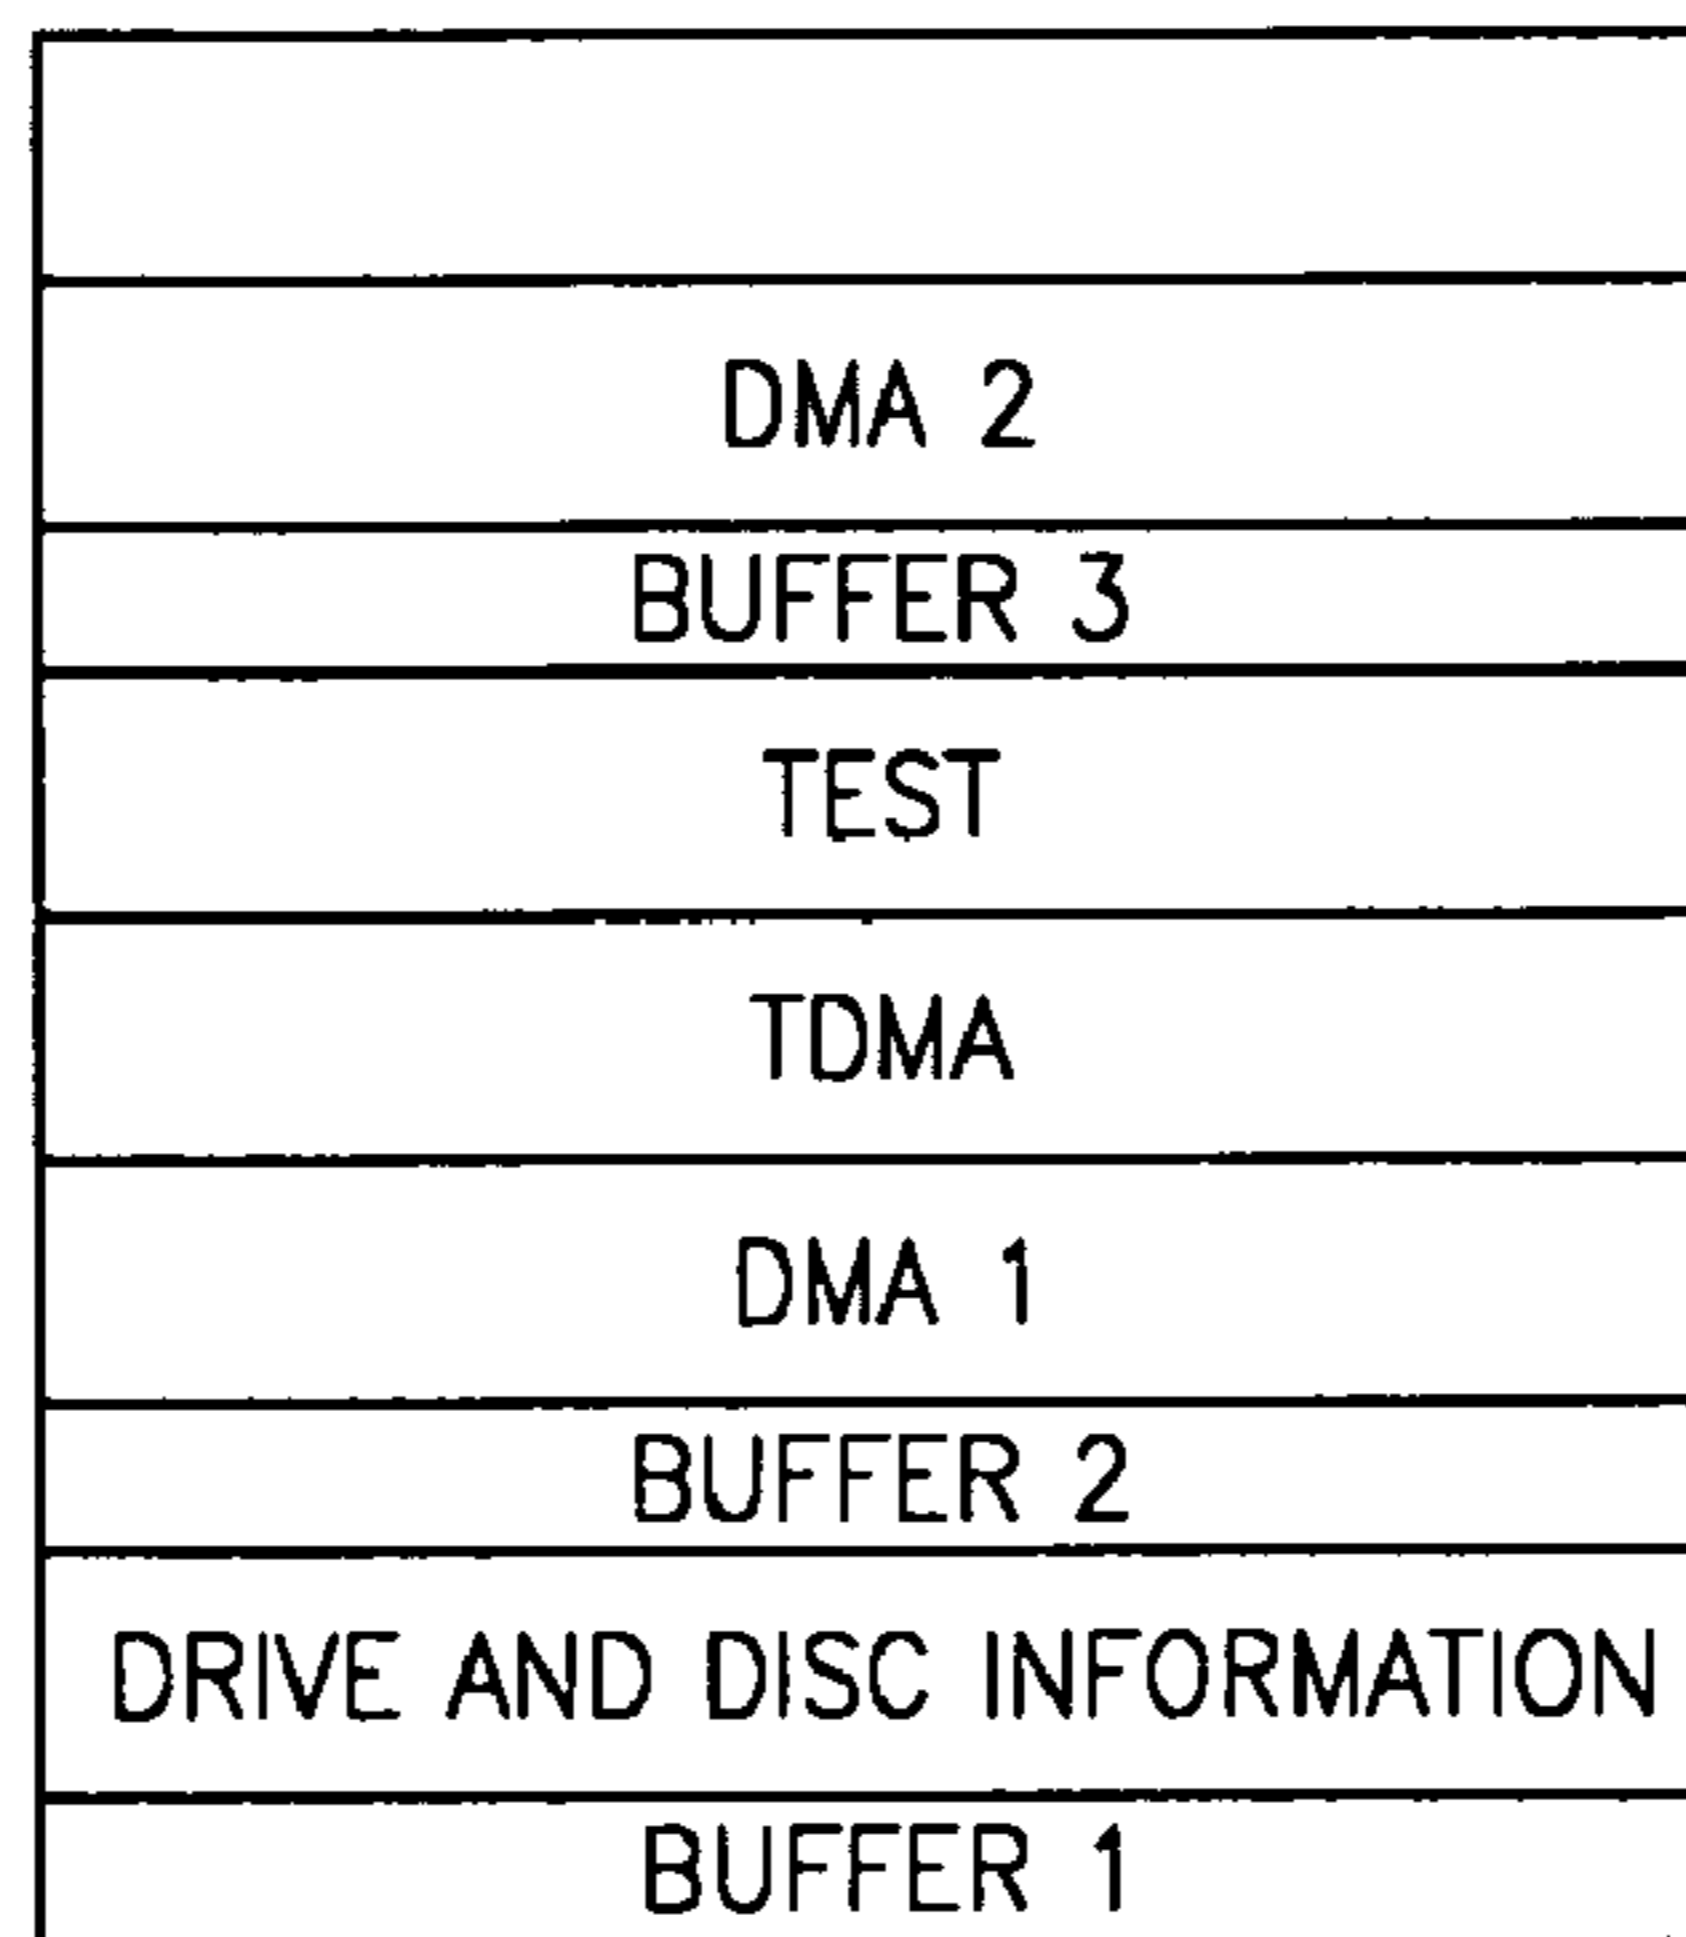 DMA 2
BUFFER 3
TEST
TDMA
DMA 1
BUFFER 2
DRIVE AND DISC INFORMATION
BUFFER 1